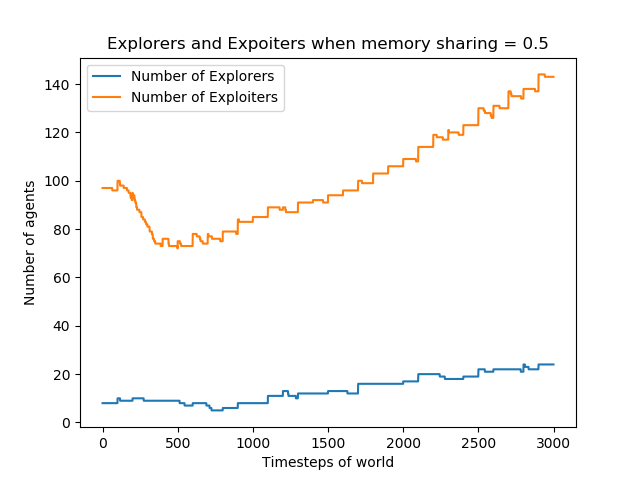 Explorers and Expoiters when memory sharing = 0.5
Number of Explorers
Number of Exploiters
140
120
100
80
60
40
20
0
Number of agents
0 500 1000 1500 2000 2500 3000
Timesteps of world